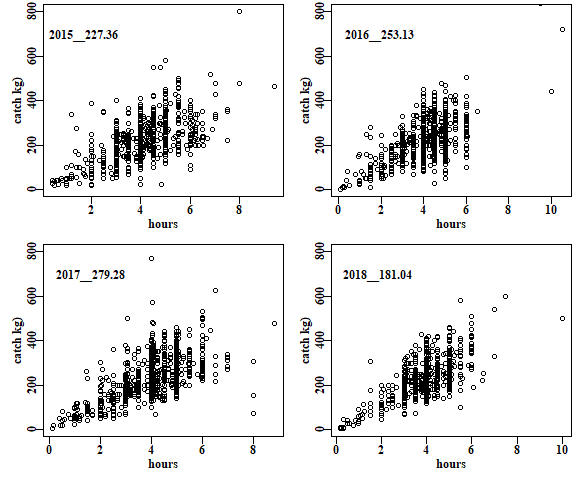 2015__227.36
catch kg)
0 200 400 600 800
2 4 6 8
hours
2016__253.13
catch kg)
0 200 400 600 800
0 2 4 6 8 10
hours
2017__279.28
catch kg)
0 200 400 600 800
0 2 4 6 8
hours
2018__181.04
catch kg)
0 200 400 600 800
0 2 4 6 8 10
hours